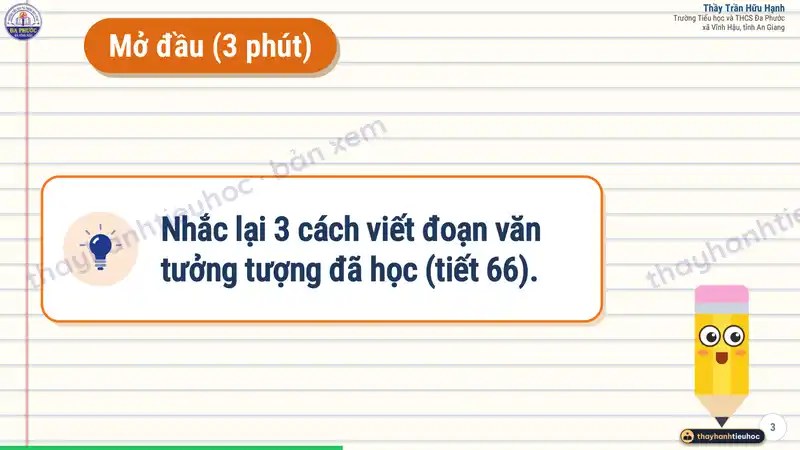 Thầy Trần Hữu Hạnh
Trường Tiểu học và THCS Đa Phước
xã Vĩnh Hậu, tỉnh An Giang
ĐA PHƯỚC
Mở đầu (3 phút)
Nhắc lại 3 cách viết đoạn văn
tưởng tượng đã học (tiết 66).
thayhanhtieuhoc · bản xem
thayhanhtie
thayhanhtieuhoc
3